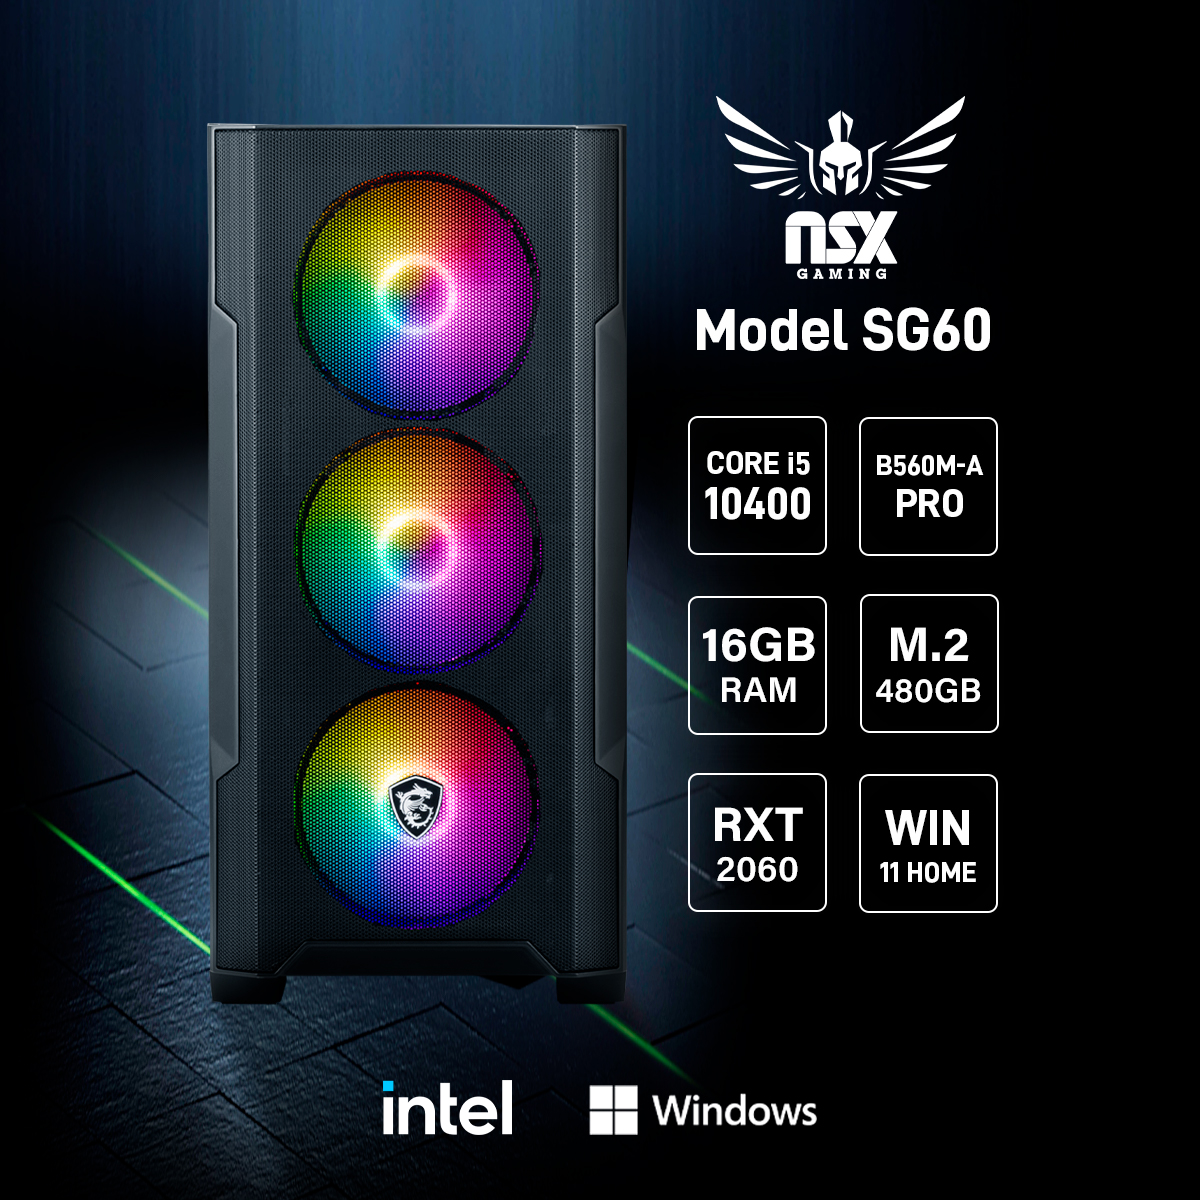 NSX
GAMING
Model SG60
CORE i5
10400
B560M-A
PRO
16GB
RAM
M.2
480GB
RXT
2060
WIN
11 HOME
intel
Windows